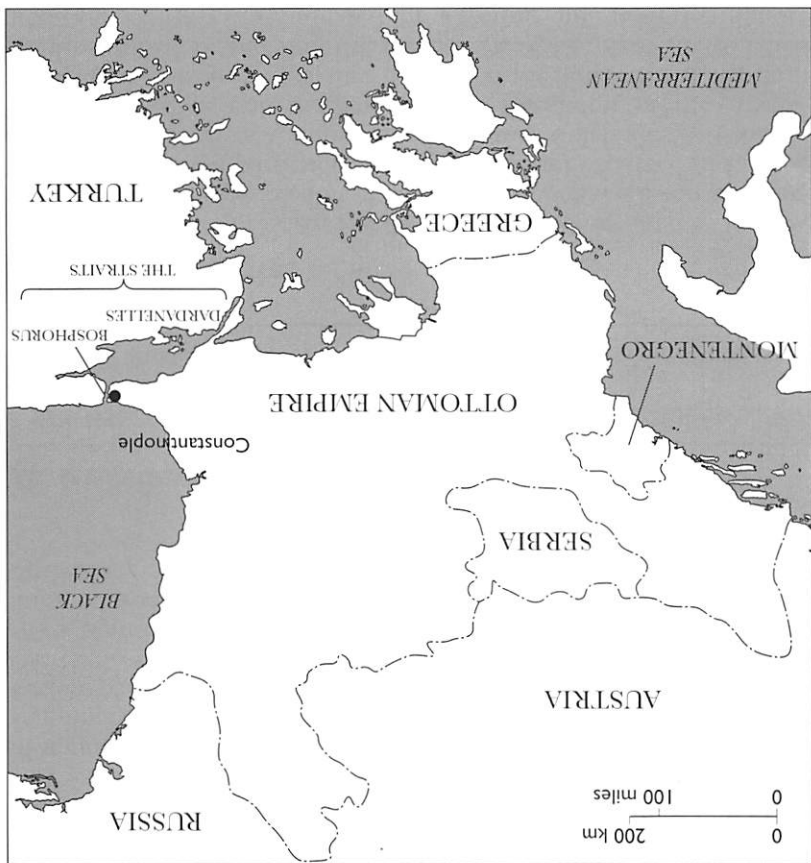 0 200 km
0 100 miles
RUSSIA
AUSTRIA
BLACK
SEA
SERBIA
Constantinople
OTTOMAN EMPIRE
MONTENEGRO
BOSPHORUS
DARDANELLES
THE STRAITS
GREECE
TURKEY
MEDITERRANEAN
SEA